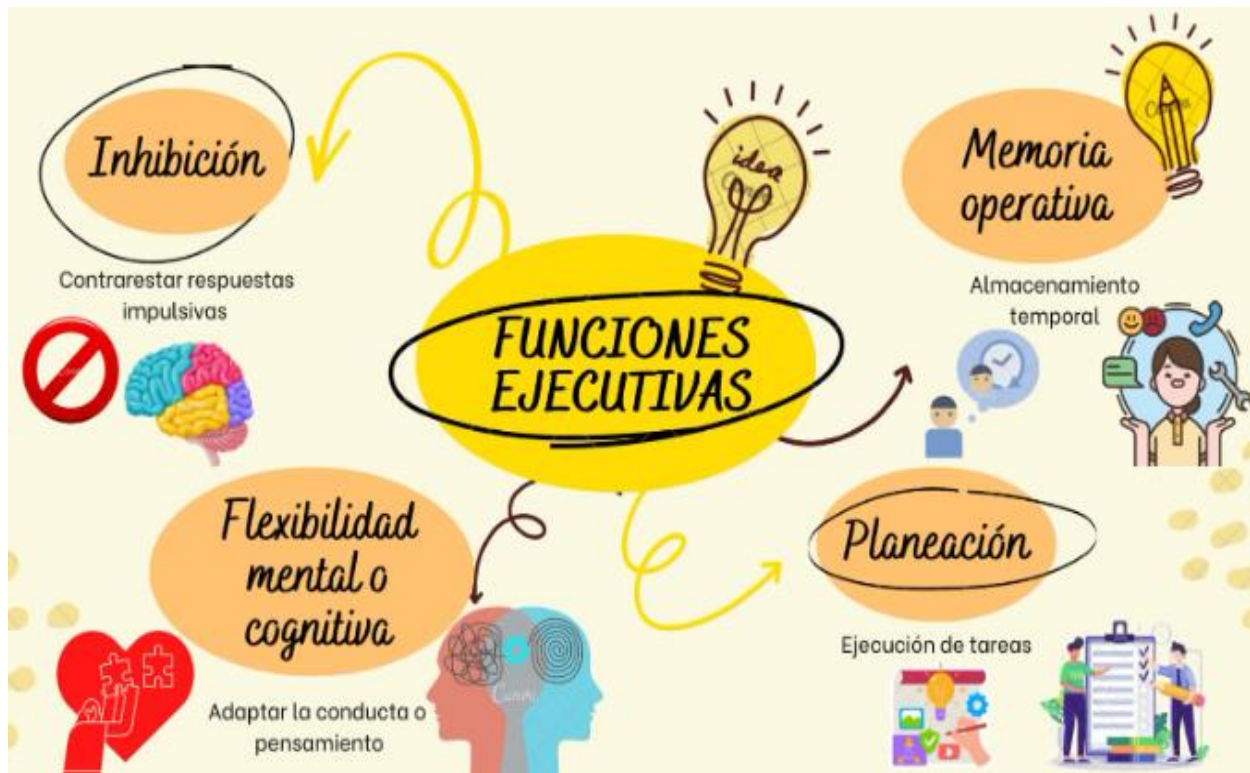 Inhibición
Contrarestar respuestas
impulsivas
idea
FUNCIONES
EJECUTIVAS
Memoria
operativa
Almacenamiento
temporal
Flexibilidad
mental o
cognitiva
Adaptar la conducta o
pensamiento
Planeación
Ejecución de tareas